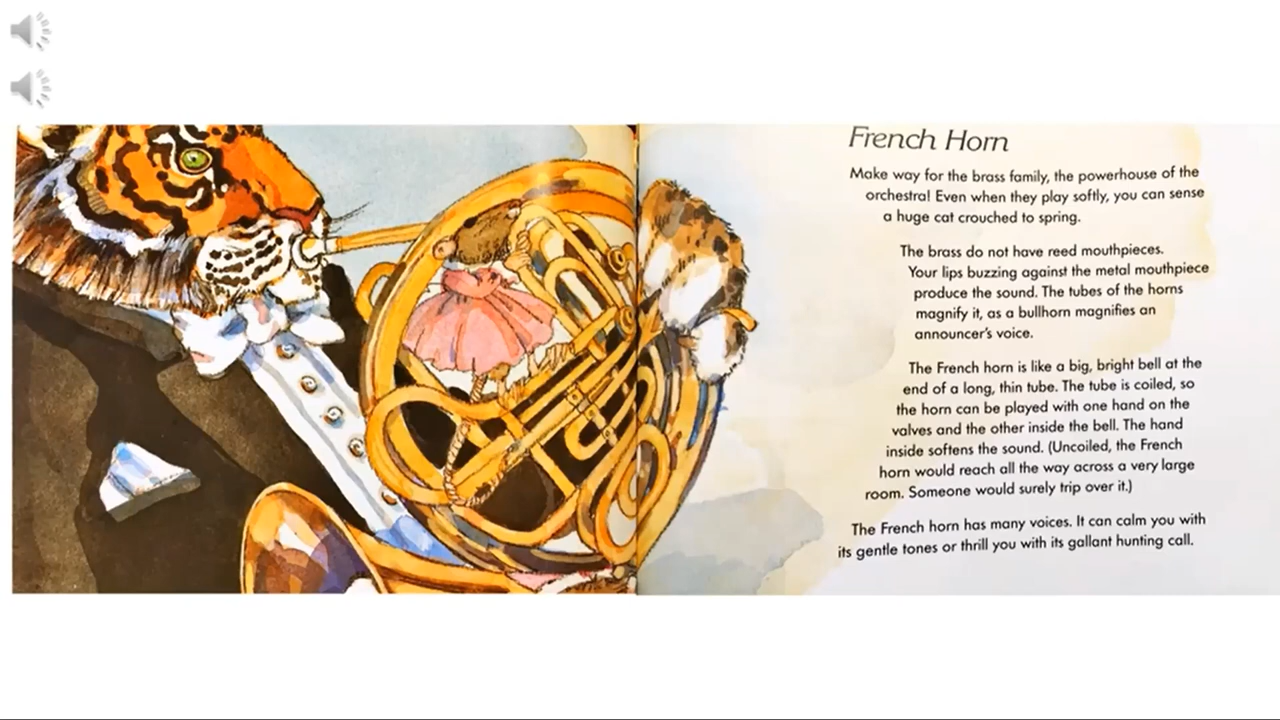 French Horn
Make way for the brass family, the powerhouse of the
orchestra! Even when they play softly, you can sense
a huge cat crouched to spring.
The brass do not have reed mouthpieces.
Your lips buzzing against the metal mouthpiece
produce the sound. The tubes of the horns
magnify it, as a bullhorn magnifies an
announcer's voice.
The French horn is like a big, bright bell at the
end of a long, thin tube. The tube is coiled, so
the horn can be played with one hand on the
valves and the other inside the bell. The hand
inside softens the sound. (Uncoiled, the French
horn would reach all the way across a very large
room. Someone would surely trip over it.)
The French horn has many voices. It can calm you with
its gentle tones or thrill you with its gallant hunting call.